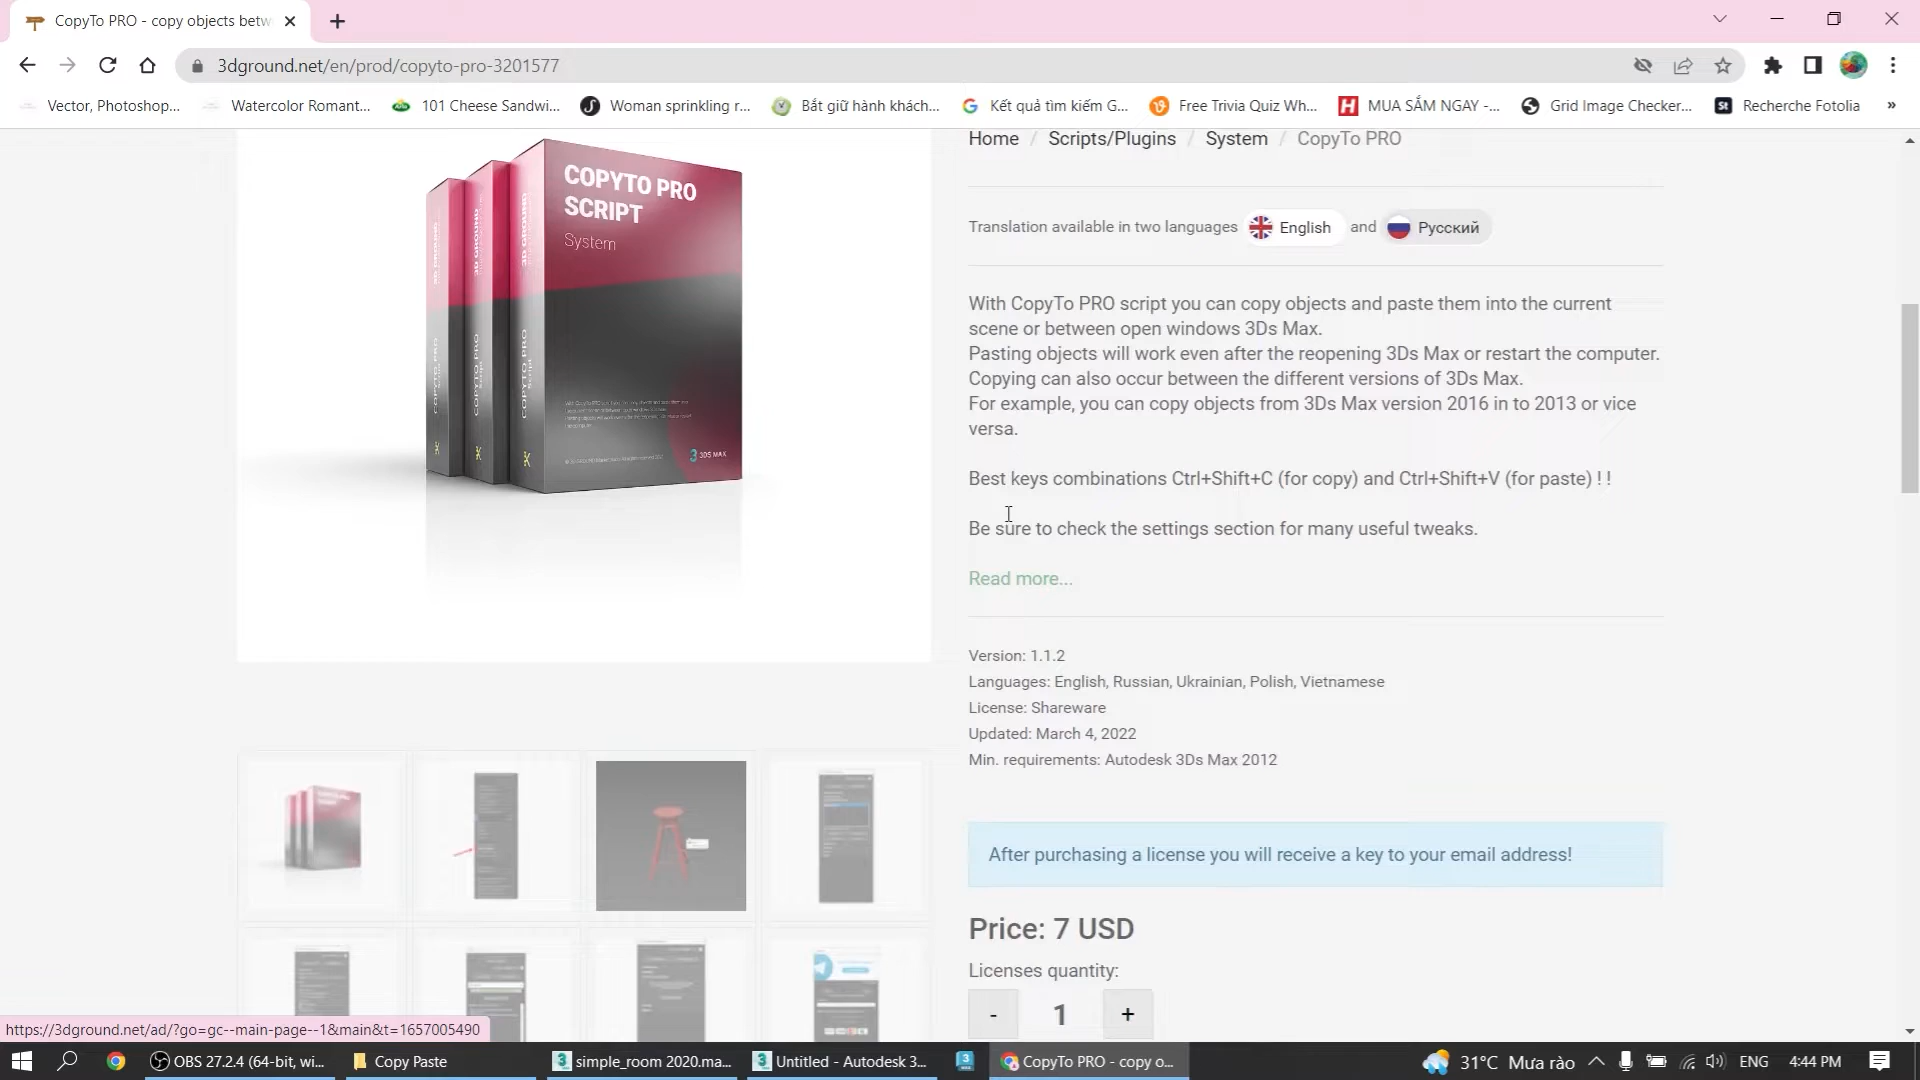 CopyTo PRO - copy objects betw
3dground.net/en/prod/copyto-pro-3201577
Vector, Photoshop...
Watercolor Romant...
101 Cheese Sandwi...
Woman sprinkling r...
Bắt giữ hành khách...
Kết quả tìm kiếm G...
Free Trivia Quiz Wh...
MUA SẮM NGAY -...
Grid Image Checker...
Recherche Fotolia
»
COPYTO PRO
SCRIPT
System
3DS MAX
Home / Scripts/Plugins / System / CopyTo PRO
Translation available in two languages English and Русский
With CopyTo PRO script you can copy objects and paste them into the current
scene or between open windows 3Ds Max.
Pasting objects will work even after the reopening 3Ds Max or restart the computer.
Copying can also occur between the different versions of 3Ds Max.
For example, you can copy objects from 3Ds Max version 2016 in to 2013 or vice
versa.
Best keys combinations Ctrl+Shift+C (for copy) and Ctrl+Shift+V (for paste) ! !
Be sure to check the settings section for many useful tweaks.
Read more...
Version: 1.1.2
Languages: English, Russian, Ukrainian, Polish, Vietnamese
License: Shareware
Updated: March 4, 2022
Min. requirements: Autodesk 3Ds Max 2012
After purchasing a license you will receive a key to your email address!
Price: 7 USD
Licenses quantity:
- 1 +
https://3dground.net/ad/?go=gc--main-page--1&main&t=1657005490
OBS 27.2.4 (64-bit, wi...
Copy Paste
simple_room 2020.ma...
Untitled - Autodesk 3...
CopyTo PRO - copy o...
31°C Mưa rào
ENG
4:44 PM